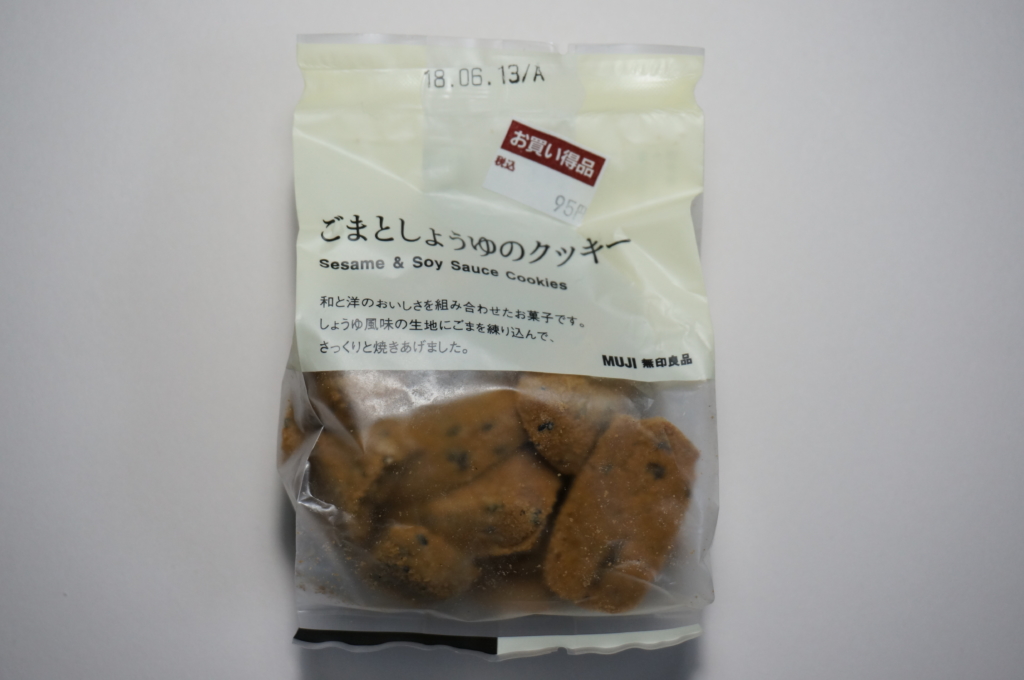 18.06.13/A
お買い得品
税込
95円
ごまとしょうゆのクッキー
Sesame & Soy Sauce Cookies
和と洋のおいしさを組み合わせたお菓子です。
しょうゆ風味の生地にごまを練り込んで、
さっくりと焼きあげました。
MUJI 無印良品